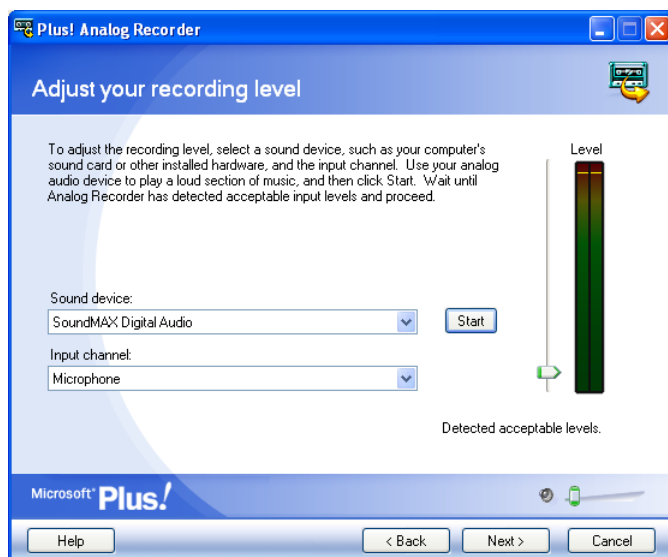 Plus! Analog Recorder
Adjust your recording level
To adjust the recording level, select a sound device, such as your computer's
sound card or other installed hardware, and the input channel. Use your analog
audio device to play a loud section of music, and then click Start. Wait until
Analog Recorder has detected acceptable input levels and proceed.
Level
Sound device:
SoundMAX Digital Audio
Start
Input channel:
Microphone
Detected acceptable levels.
Microsoft® Plus!
Help
< Back
Next >
Cancel